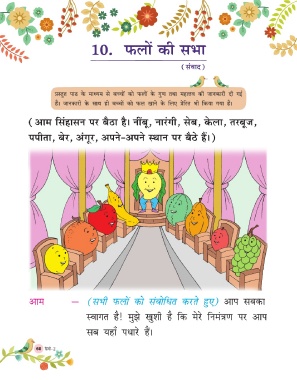 10. फलों की सभा
(संवाद)
प्रस्तुत पाठ के माध्यम से बच्चों को फलों के गुण तथा महत्त्व की जानकारी दी गई
है। जानकारी के साथ ही बच्चों को फल खाने के लिए प्रेरित भी किया गया है।
(आम सिंहासन पर बैठा है। नींबू, नारंगी, सेब, केला, तरबूज,
पपीता, बेर, अंगूर, अपने-अपने स्थान पर बैठे हैं।)
आम – (सभी फलों को संबोधित करते हुए) आप सबका
स्वागत है! मुझे खुशी है कि मेरे निमंत्रण पर आप
सब यहाँ पधारे हैं।